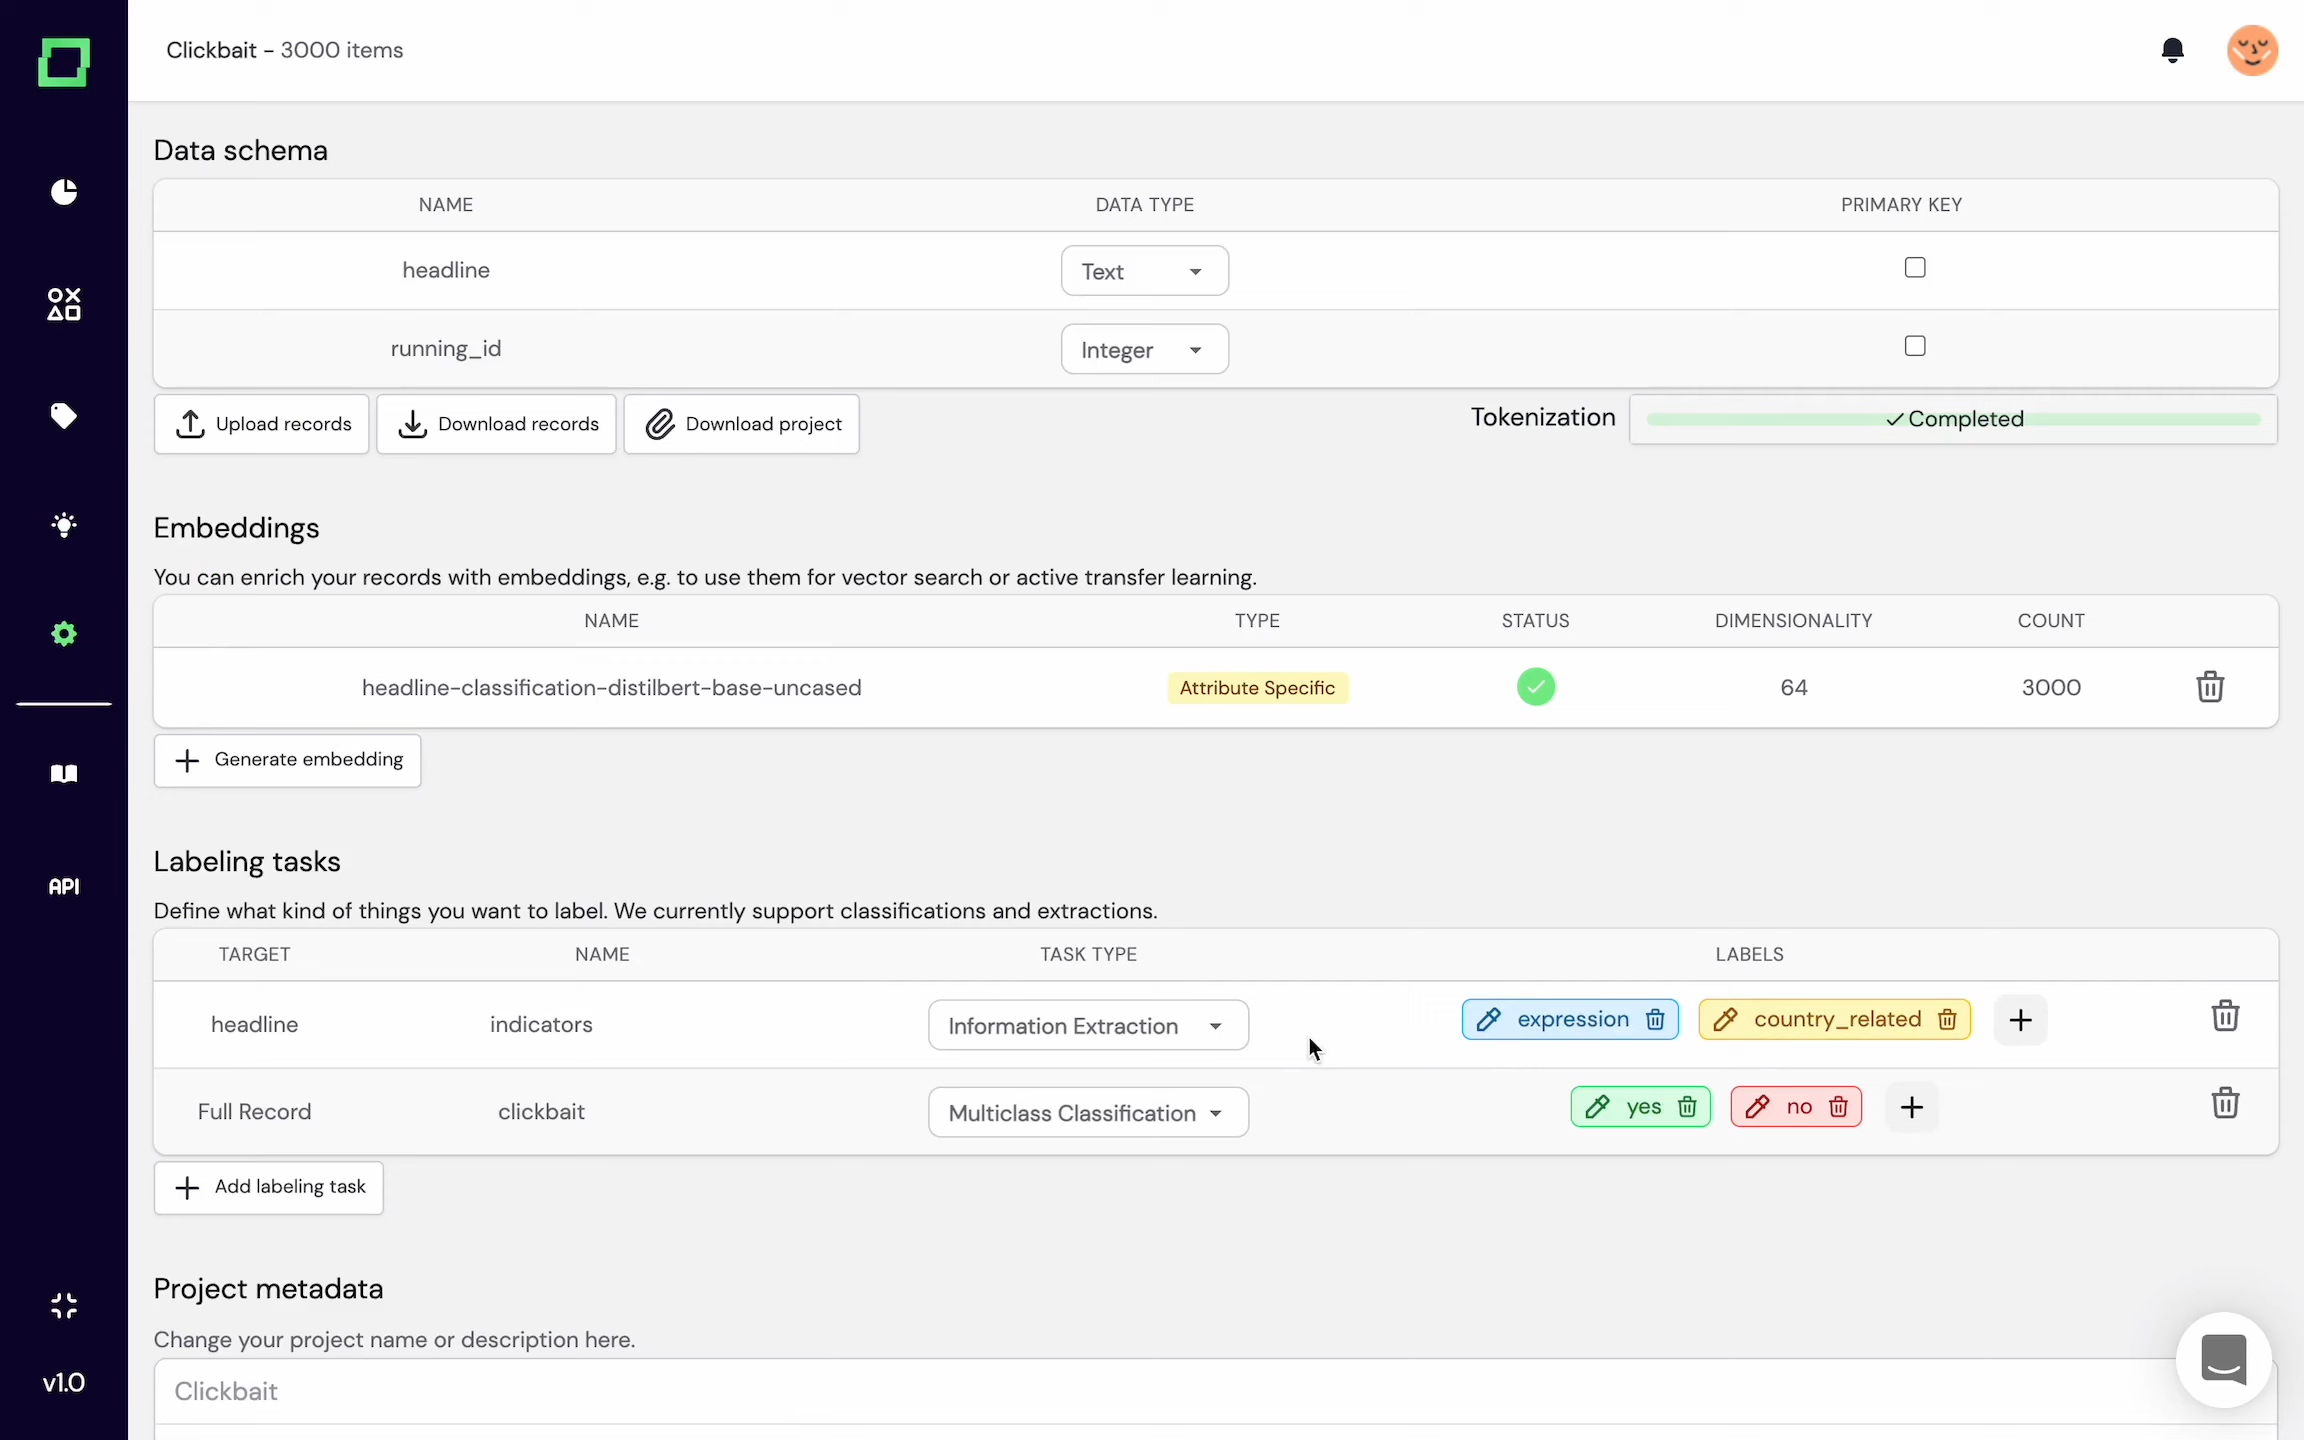 Clickbait - 3000 items
Data schema
NAME DATA TYPE PRIMARY KEY
headline Text
running_id Integer
Upload records Download records Download project Tokenization Completed
Embeddings
You can enrich your records with embeddings, e.g. to use them for vector search or active transfer learning.
NAME TYPE STATUS DIMENSIONALITY COUNT
headline-classification-distilbert-base-uncased Attribute Specific 64 3000
Generate embedding
Labeling tasks
API
Define what kind of things you want to label. We currently support classifications and extractions.
TARGET NAME TASK TYPE LABELS
headline indicators Information Extraction expression country_related
Full Record clickbait Multiclass Classification yes no
Add labeling task
Project metadata
Change your project name or description here.
v1.0
Clickbait